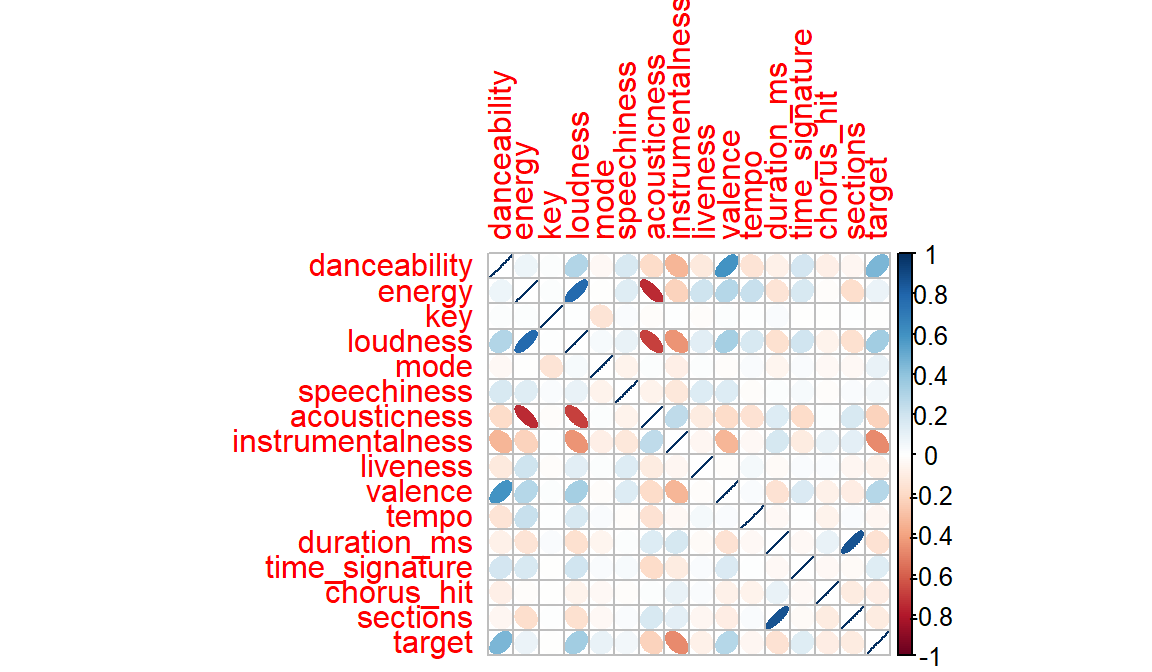 danceability
energy
key
loudness
mode
speechiness
acousticness
instrumentalness
liveness
valence
tempo
duration_ms
time_signature
chorus_hit
sections
target
danceability
energy
key
loudness
mode
speechiness
acousticness
instrumentalness
liveness
valence
tempo
duration_ms
time_signature
chorus_hit
sections
target
1
0.8
0.6
0.4
0.2
0
-0.2
-0.4
-0.6
-0.8
-1